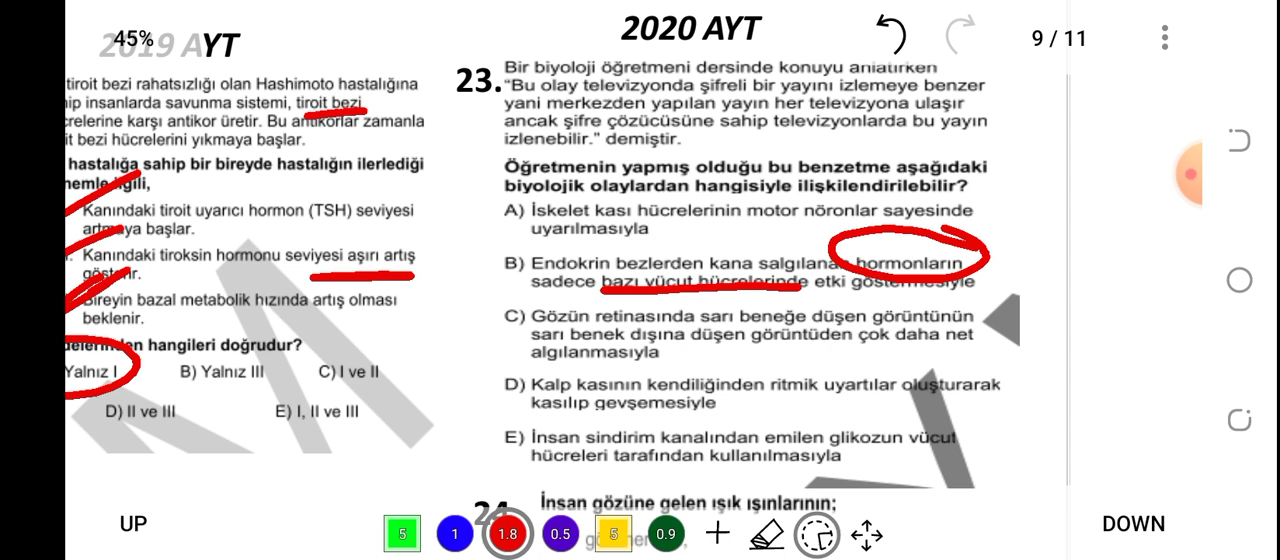 45%
2019 AYT
2020 AYT
9 / 11
tiroit bezi rahatsızlığı olan Hashimoto hastalığına
insanlarda savunma sistemi, tiroit bezi
crelerine karşı antikor üretir. Bu antikorlar zamanla
it bezi hücrelerini yıkmaya başlar.
hastalığa sahip bir bireyde hastalığın ilerlediği
nemle ilgili,
Kanındaki tiroit uyarıcı hormon (TSH) seviyesi
artmaya başlar.
Kanındaki tiroksin hormonu seviyesi aşırı artış
gösterir.
Bireyin bazal metabolik hızında artış olması
beklenir.
delerinden hangileri doğrudur?
Yalnız I B) Yalnız III C) I ve II
D) II ve III E) I, II ve III
23. Bir biyoloji öğretmeni dersinde konuyu anlatırken
“Bu olay televizyonda şifreli bir yayını izlemeye benzer
yani merkezden yapılan yayın her televizyona ulaşır
ancak şifre çözücüsüne sahip televizyonlarda bu yayın
izlenebilir.” demiştir.
Öğretmenin yapmış olduğu bu benzetme aşağıdaki
biyolojik olaylardan hangisiyle ilişkilendirilebilir?
A) İskelet kası hücrelerinin motor nöronlar sayesinde
uyarılmasıyla
B) Endokrin bezlerden kana salgılanan hormonların
sadece bazı vücut hücrelerinde etki göstermesiyle
C) Gözün retinasında sarı beneğe düşen görüntünün
sarı benek dışına düşen görüntüden çok daha net
algılanmasıyla
D) Kalp kasının kendiliğinden ritmik uyartılar oluşturarak
kasılıp gevşemesiyle
E) İnsan sindirim kanalından emilen glikozun vücut
hücreleri tarafından kullanılmasıyla
24. İnsan gözüne gelen ışık ışınlarının;
UP
5 1 1.8 0.5 5 0.9
DOWN